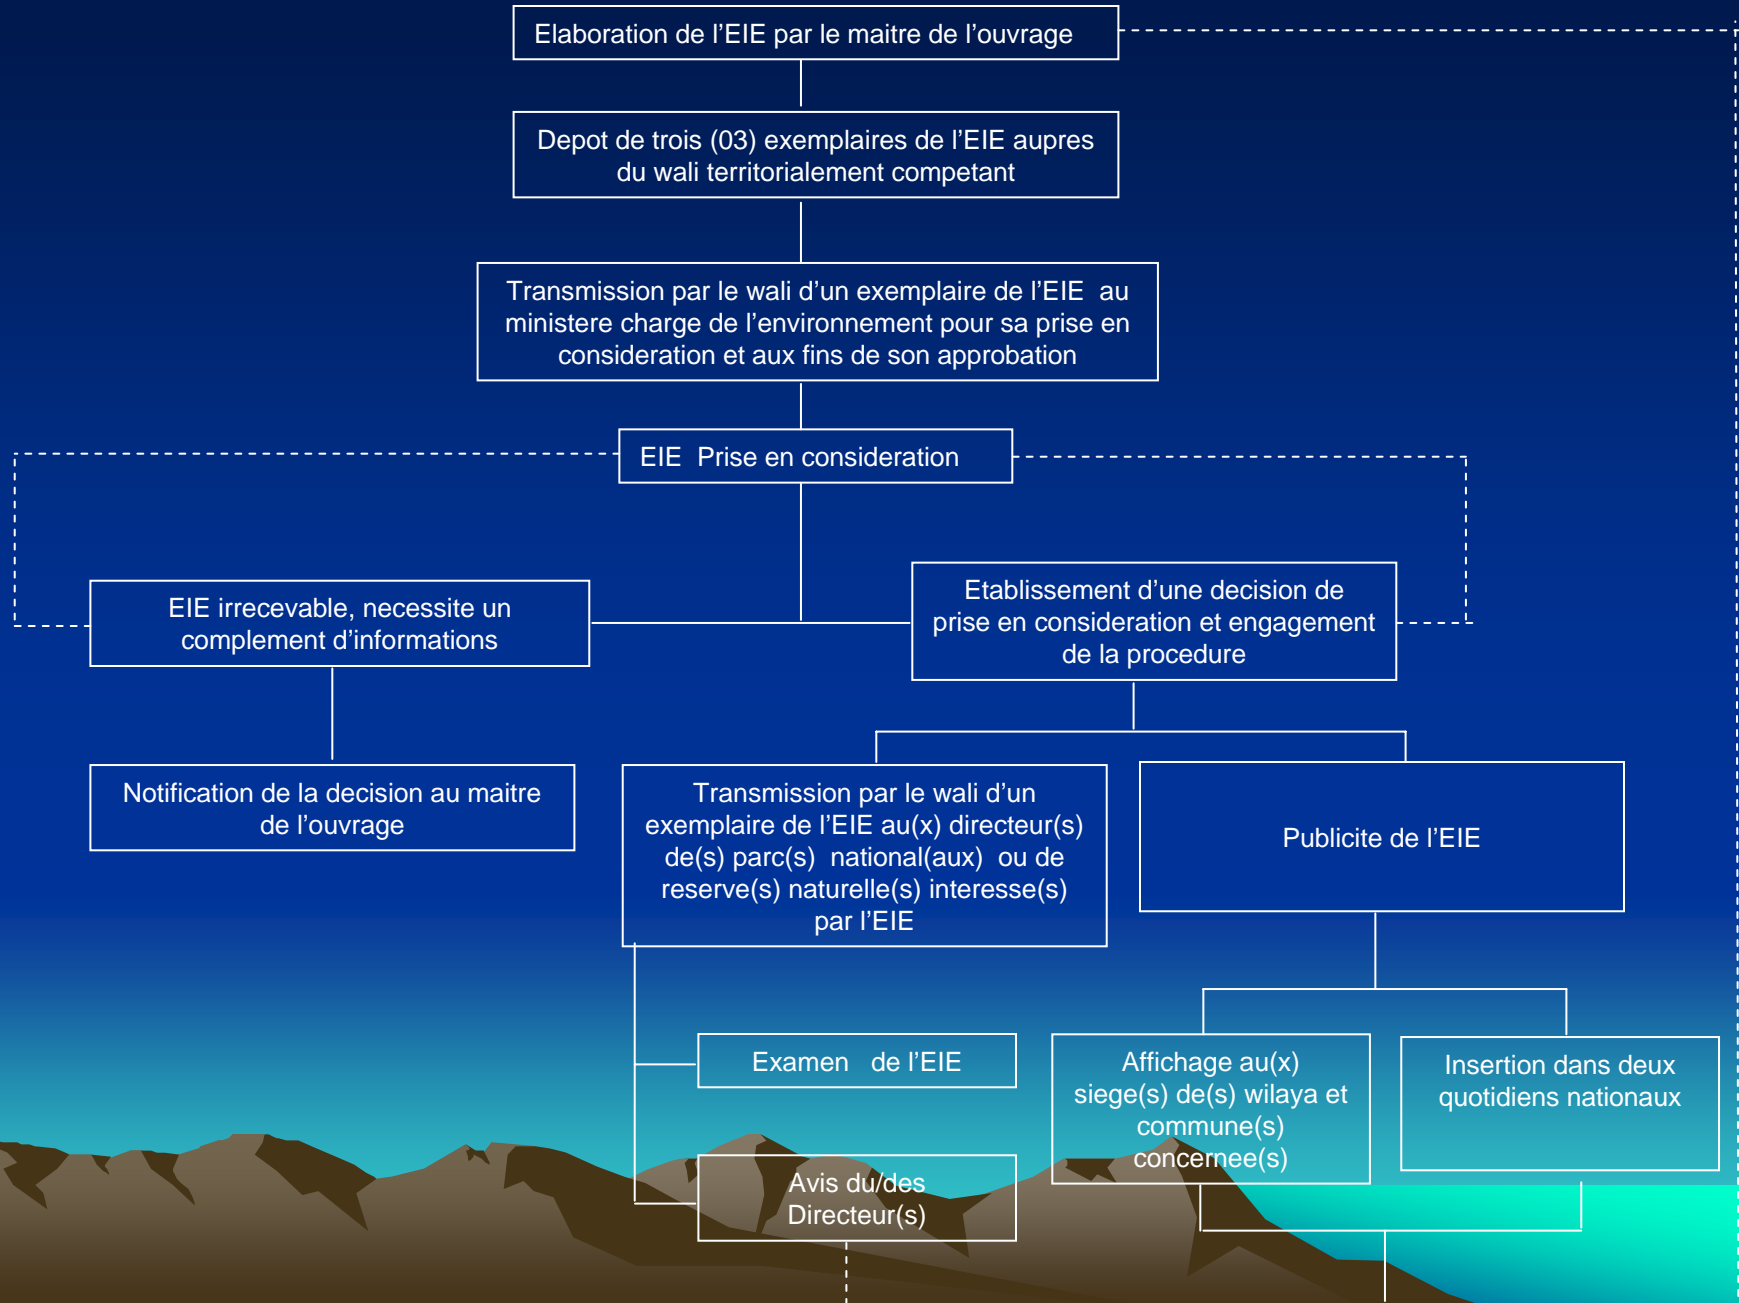 Elaboration de l’EIE par le maitre de l’ouvrage
Depot de trois (03) exemplaires de l’EIE aupres
du wali territorialement competant
Transmission par le wali d’un exemplaire de l’EIE au
ministere charge de l’environnement pour sa prise en
consideration et aux fins de son approbation
EIE Prise en consideration
EIE irrecevable, necessite un
complement d’informations
Etablissement d’une decision de
prise en consideration et engagement
de la procedure
Notification de la decision au maitre
de l’ouvrage
Transmission par le wali d’un
exemplaire de l’EIE au(x) directeur(s)
de(s) parc(s) national(aux) ou de
reserve(s) naturelle(s) interesse(s)
par l’EIE
Publicite de l’EIE
Examen de l’EIE
Affichage au(x)
siege(s) de(s) wilaya et
commune(s)
concernee(s)
Insertion dans deux
quotidiens nationaux
Avis du/des
Directeur(s)